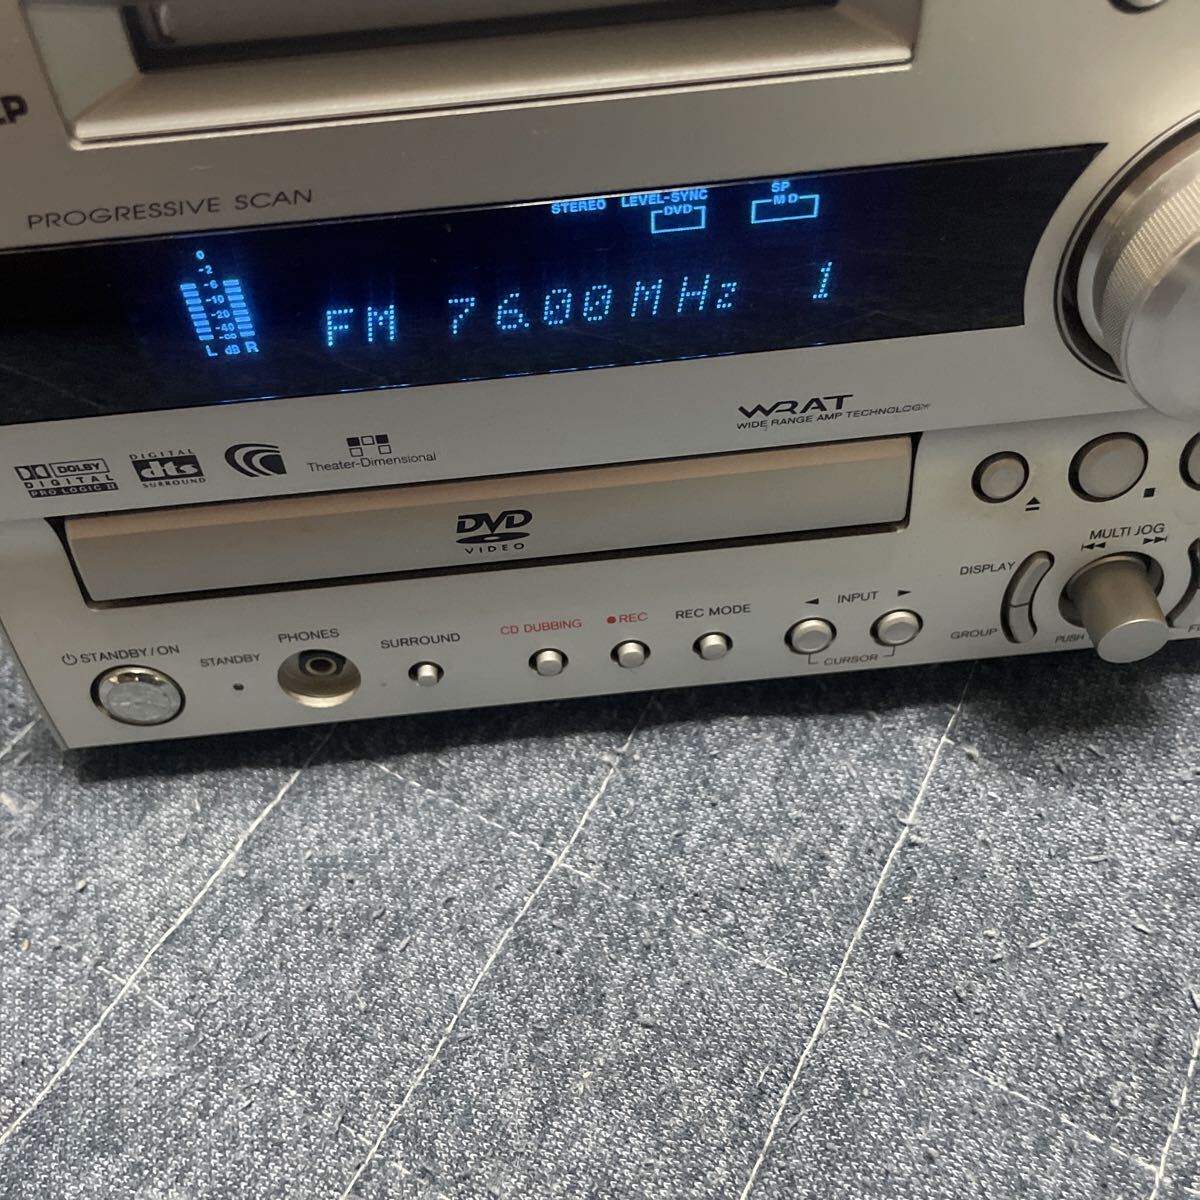 PROGRESSIVE SCAN
STEREO LEVEL-SYNC SP
DVD MD
0
-2
-6
-10
-20
-40
-∞
L dB R
FM 76.00 MHz 1
WRAT
WIDE RANGE AMP TECHNOLOGY
DOLBY
DIGITAL
PRO LOGIC II
DIGITAL
dts
SURROUND
Theater-Dimensional
DVD
VIDEO
MULTI JOG
DISPLAY
GROUP
PUSH
STANDBY/ON
STANDBY
PHONES
SURROUND
CD DUBBING
●REC
REC MODE
◄ INPUT ►
CURSOR